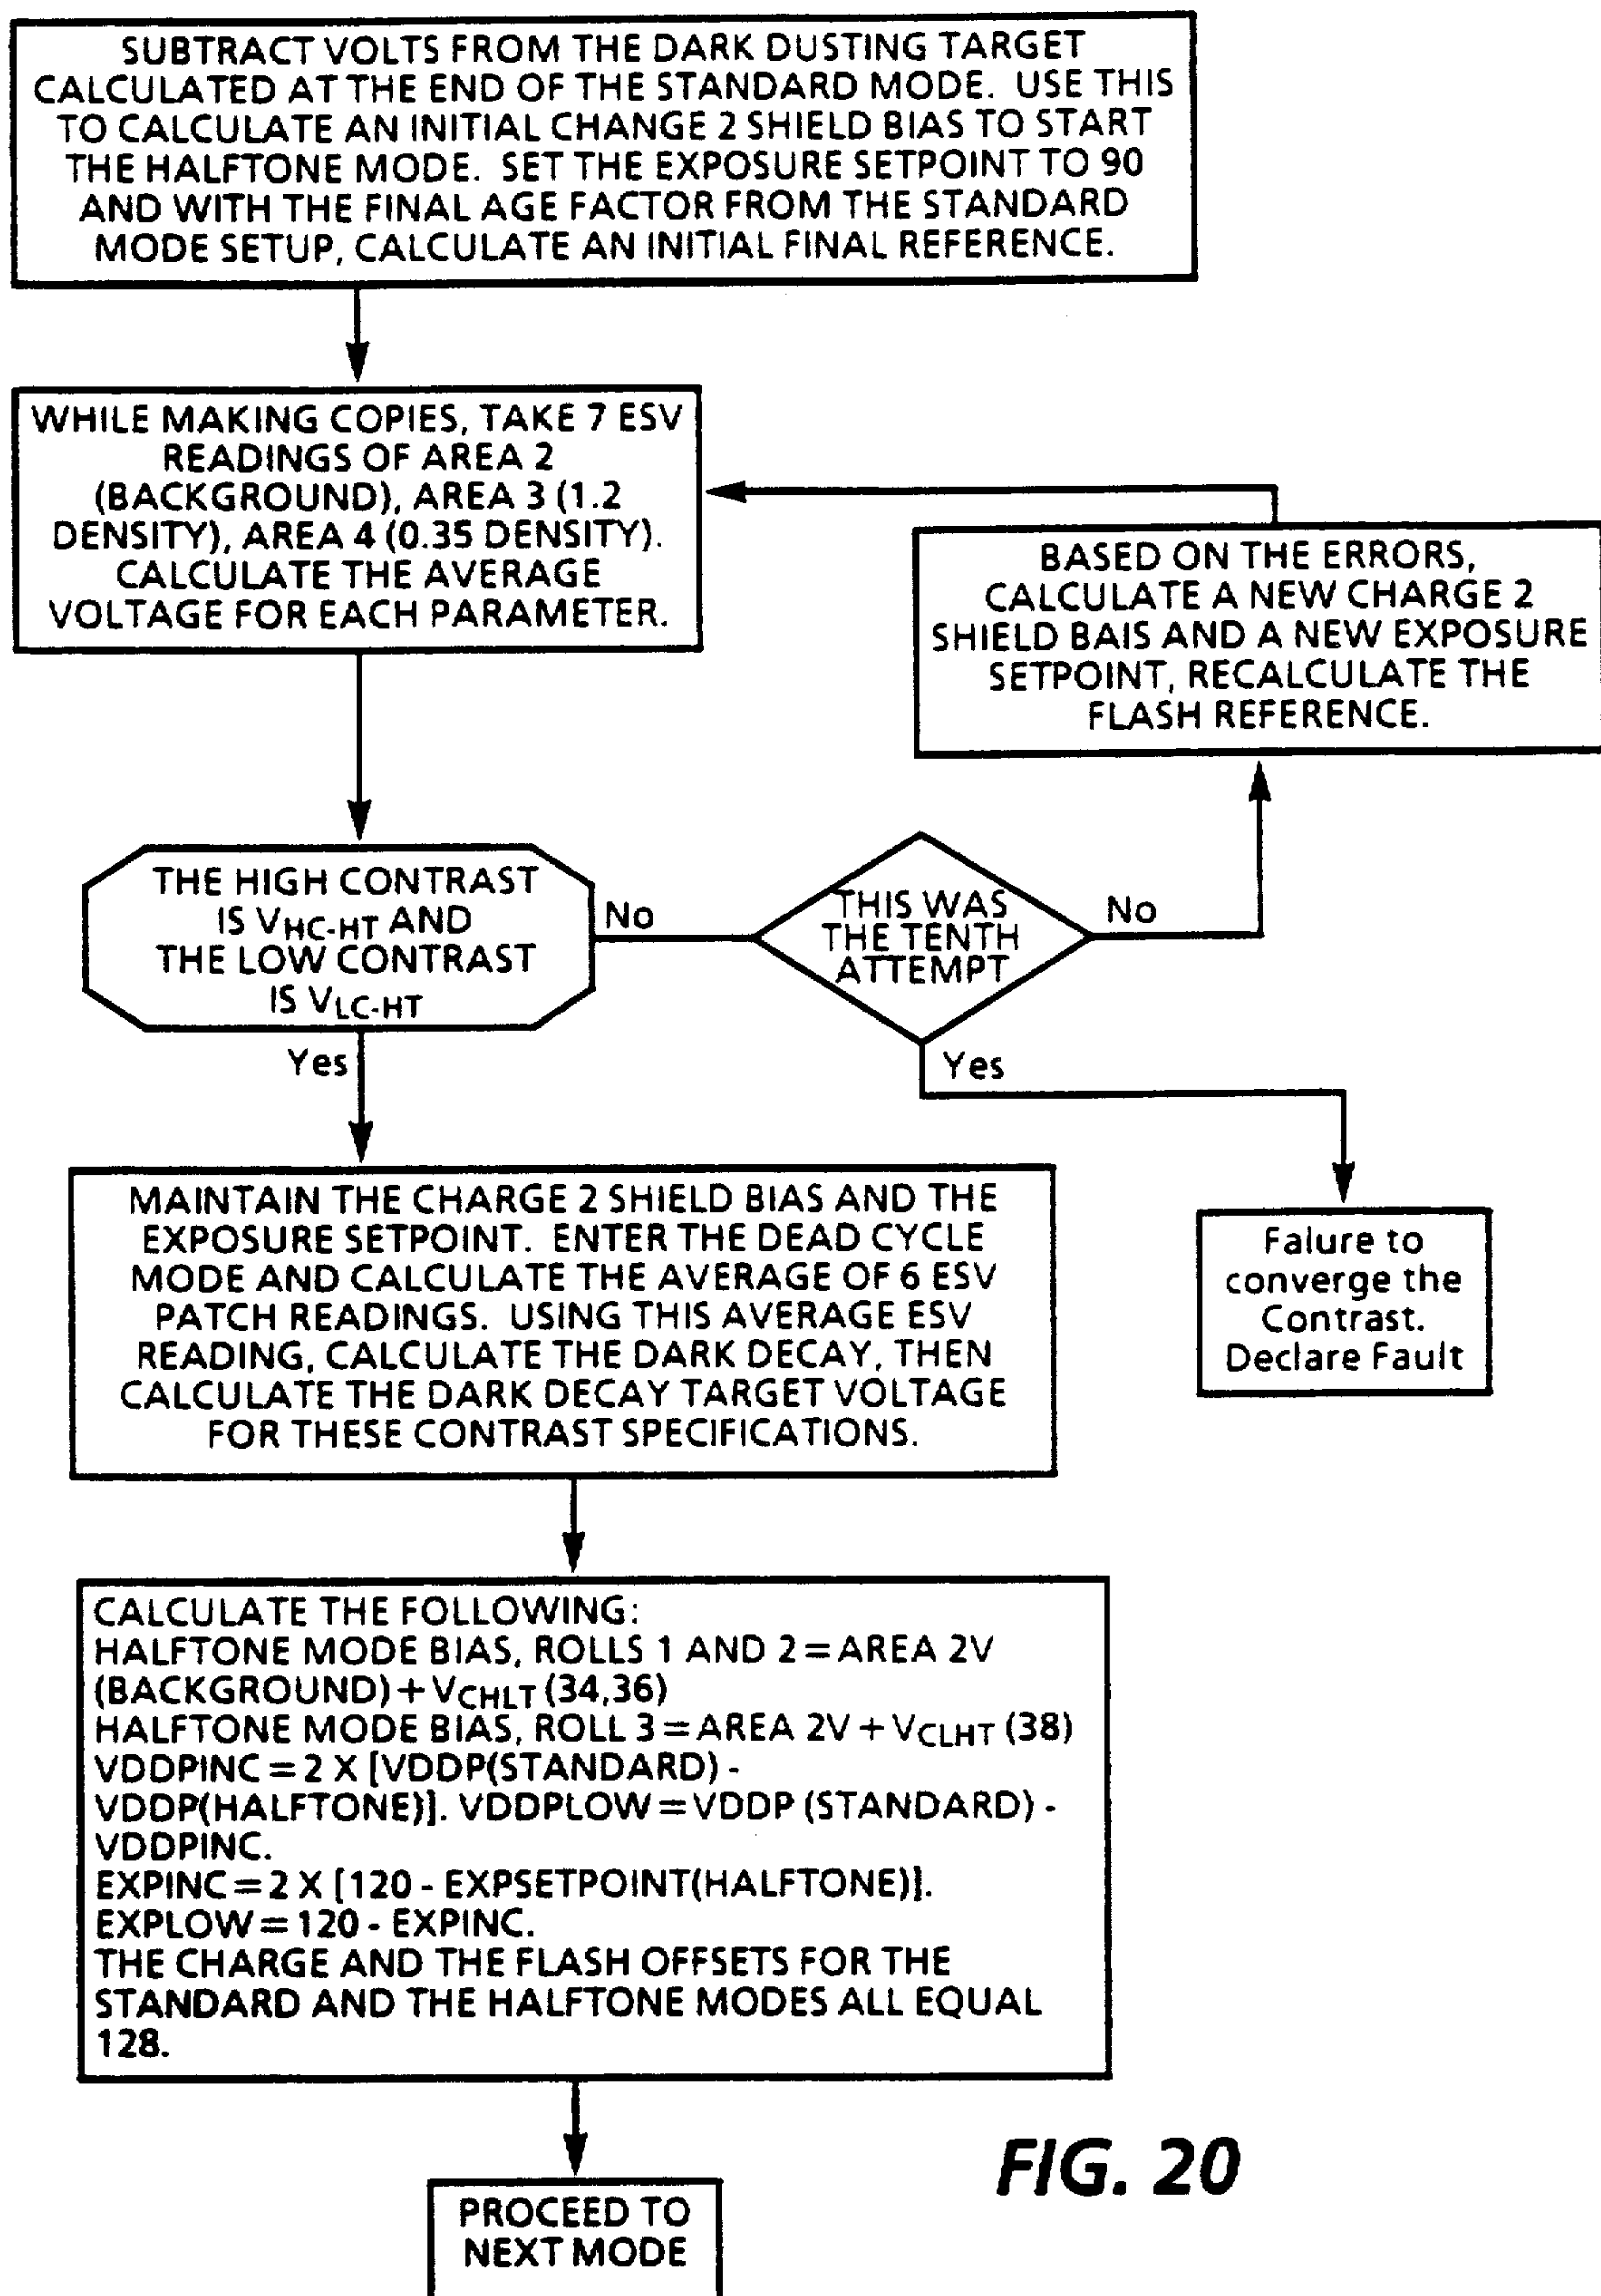 SUBTRACT VOLTS FROM THE DARK DUSTING TARGET
CALCULATED AT THE END OF THE STANDARD MODE. USE THIS
TO CALCULATE AN INITIAL CHANGE 2 SHIELD BIAS TO START
THE HALFTONE MODE. SET THE EXPOSURE SETPOINT TO 90
AND WITH THE FINAL AGE FACTOR FROM THE STANDARD
MODE SETUP, CALCULATE AN INITIAL FINAL REFERENCE.
WHILE MAKING COPIES, TAKE 7 ESV
READINGS OF AREA 2
(BACKGROUND), AREA 3 (1.2
DENSITY), AREA 4 (0.35 DENSITY).
CALCULATE THE AVERAGE
VOLTAGE FOR EACH PARAMETER.
BASED ON THE ERRORS,
CALCULATE A NEW CHARGE 2
SHIELD BAIS AND A NEW EXPOSURE
SETPOINT, RECALCULATE THE
FLASH REFERENCE.
THE HIGH CONTRAST
IS VHC-HT AND
THE LOW CONTRAST
IS VLC-HT
No
THIS WAS
THE TENTH
ATTEMPT
No
Yes
Yes
MAINTAIN THE CHARGE 2 SHIELD BIAS AND THE
EXPOSURE SETPOINT. ENTER THE DEAD CYCLE
MODE AND CALCULATE THE AVERAGE OF 6 ESV
PATCH READINGS. USING THIS AVERAGE ESV
READING, CALCULATE THE DARK DECAY, THEN
CALCULATE THE DARK DECAY TARGET VOLTAGE
FOR THESE CONTRAST SPECIFICATIONS.
Falure to
converge the
Contrast.
Declare Fault
CALCULATE THE FOLLOWING:
HALFTONE MODE BIAS, ROLLS 1 AND 2 = AREA 2V
(BACKGROUND) + VCHLT (34,36)
HALFTONE MODE BIAS, ROLL 3 = AREA 2V + VCLHT (38)
VDDPINC = 2 X [VDDP(STANDARD) -
VDDP(HALFTONE)]. VDDPLOW = VDDP (STANDARD) -
VDDPINC.
EXPINC = 2 X [120 - EXPSETPOINT(HALFTONE)].
EXPLOW = 120 - EXPINC.
THE CHARGE AND THE FLASH OFFSETS FOR THE
STANDARD AND THE HALFTONE MODES ALL EQUAL
128.
PROCEED TO
NEXT MODE
FIG. 20